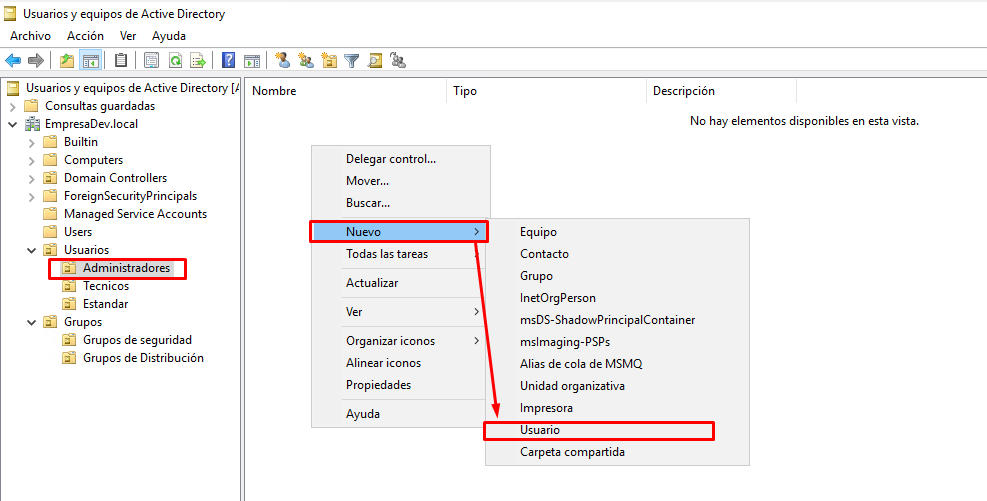 Usuarios y equipos de Active Directory
Archivo Acción Ver Ayuda
Usuarios y equipos de Active Directory [A
Consultas guardadas
EmpresaDev.local
Builtin
Computers
Domain Controllers
ForeignSecurityPrincipals
Managed Service Accounts
Users
Usuarios
Administradores
Tecnicos
Estandar
Grupos
Grupos de seguridad
Grupos de Distribución
Nombre Tipo Descripción
No hay elementos disponibles en esta vista.
Delegar control...
Mover...
Buscar...
Nuevo
Todas las tareas
Actualizar
Ver
Organizar iconos
Alinear iconos
Propiedades
Ayuda
Equipo
Contacto
Grupo
InetOrgPerson
msDS-ShadowPrincipalContainer
msImaging-PSPs
Alias de cola de MSMQ
Unidad organizativa
Impresora
Usuario
Carpeta compartida